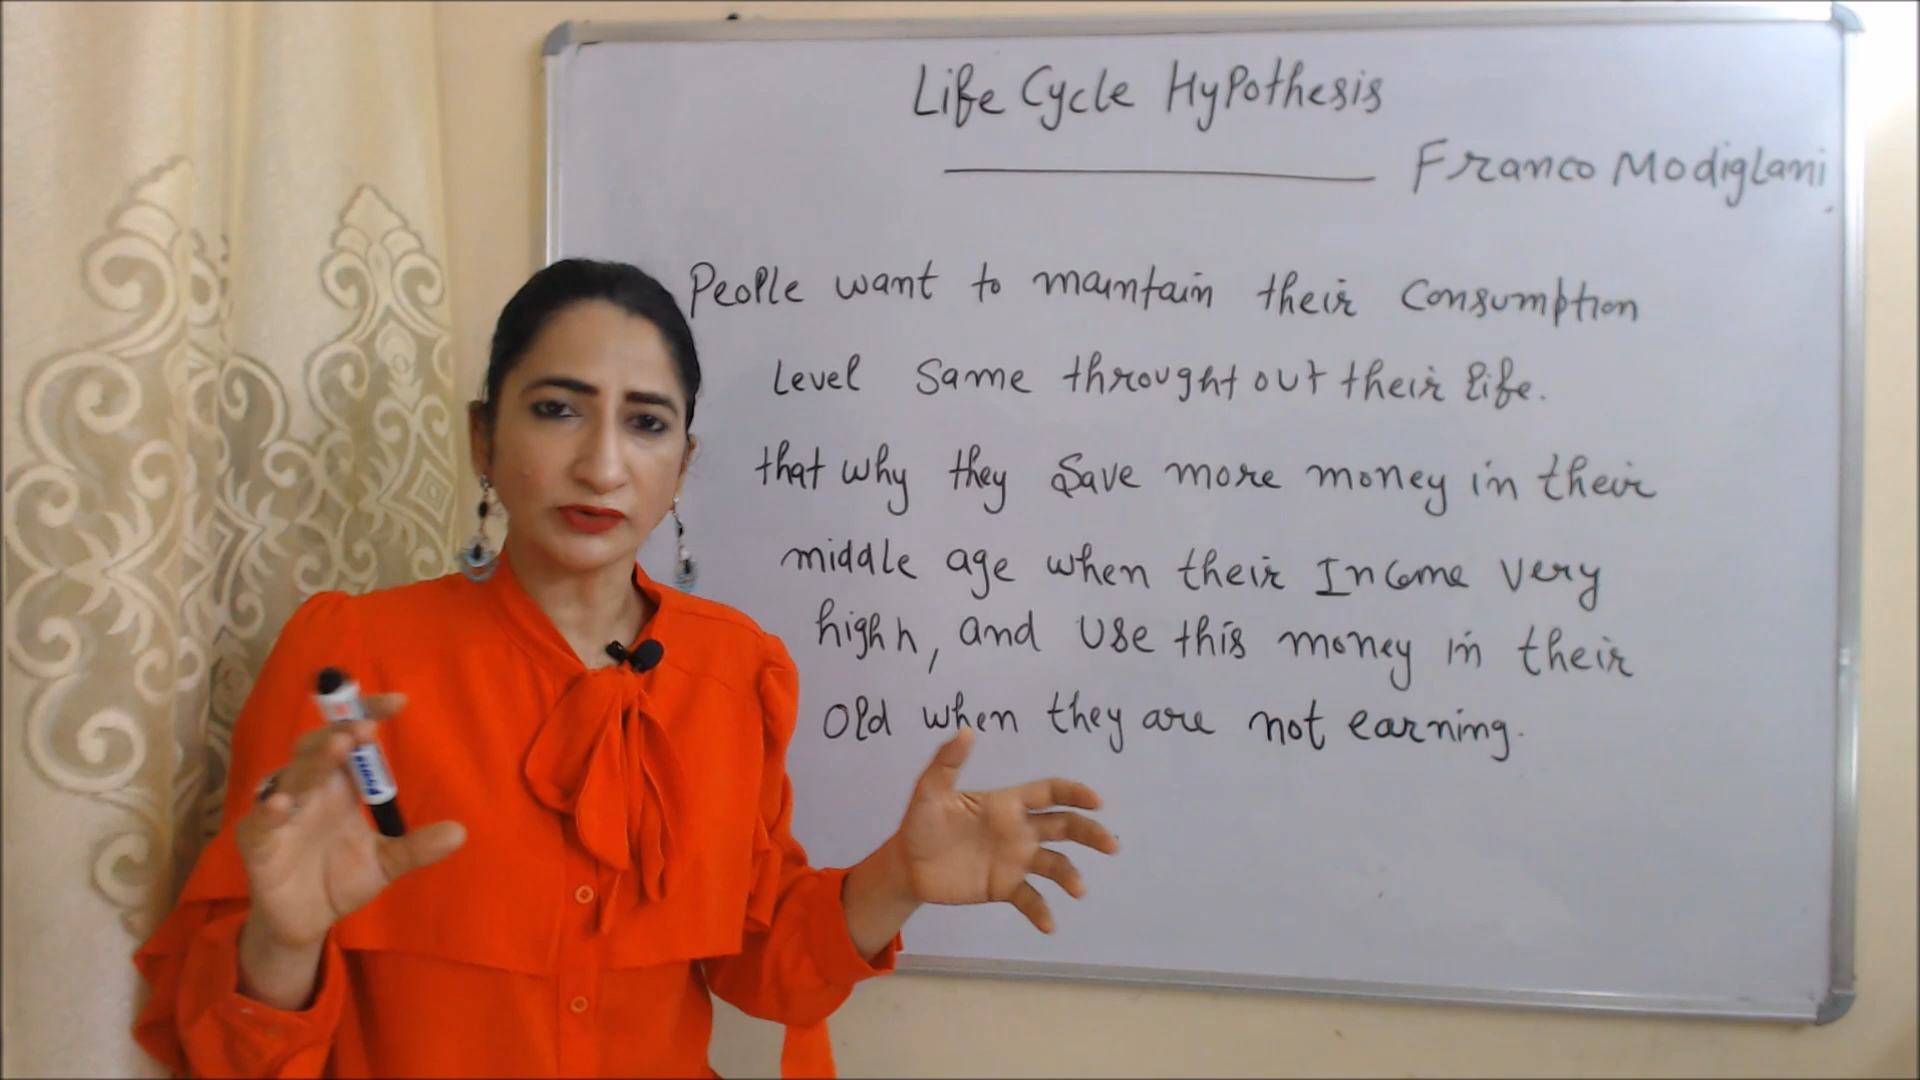 Life Cycle Hypothesis
Franco Modiglani
People want to maintain their Consumption
Level Same throught out their life.
that why they Save more money in their
middle age when their Income very
high h, and Use this money in their
Old when they are not earning.